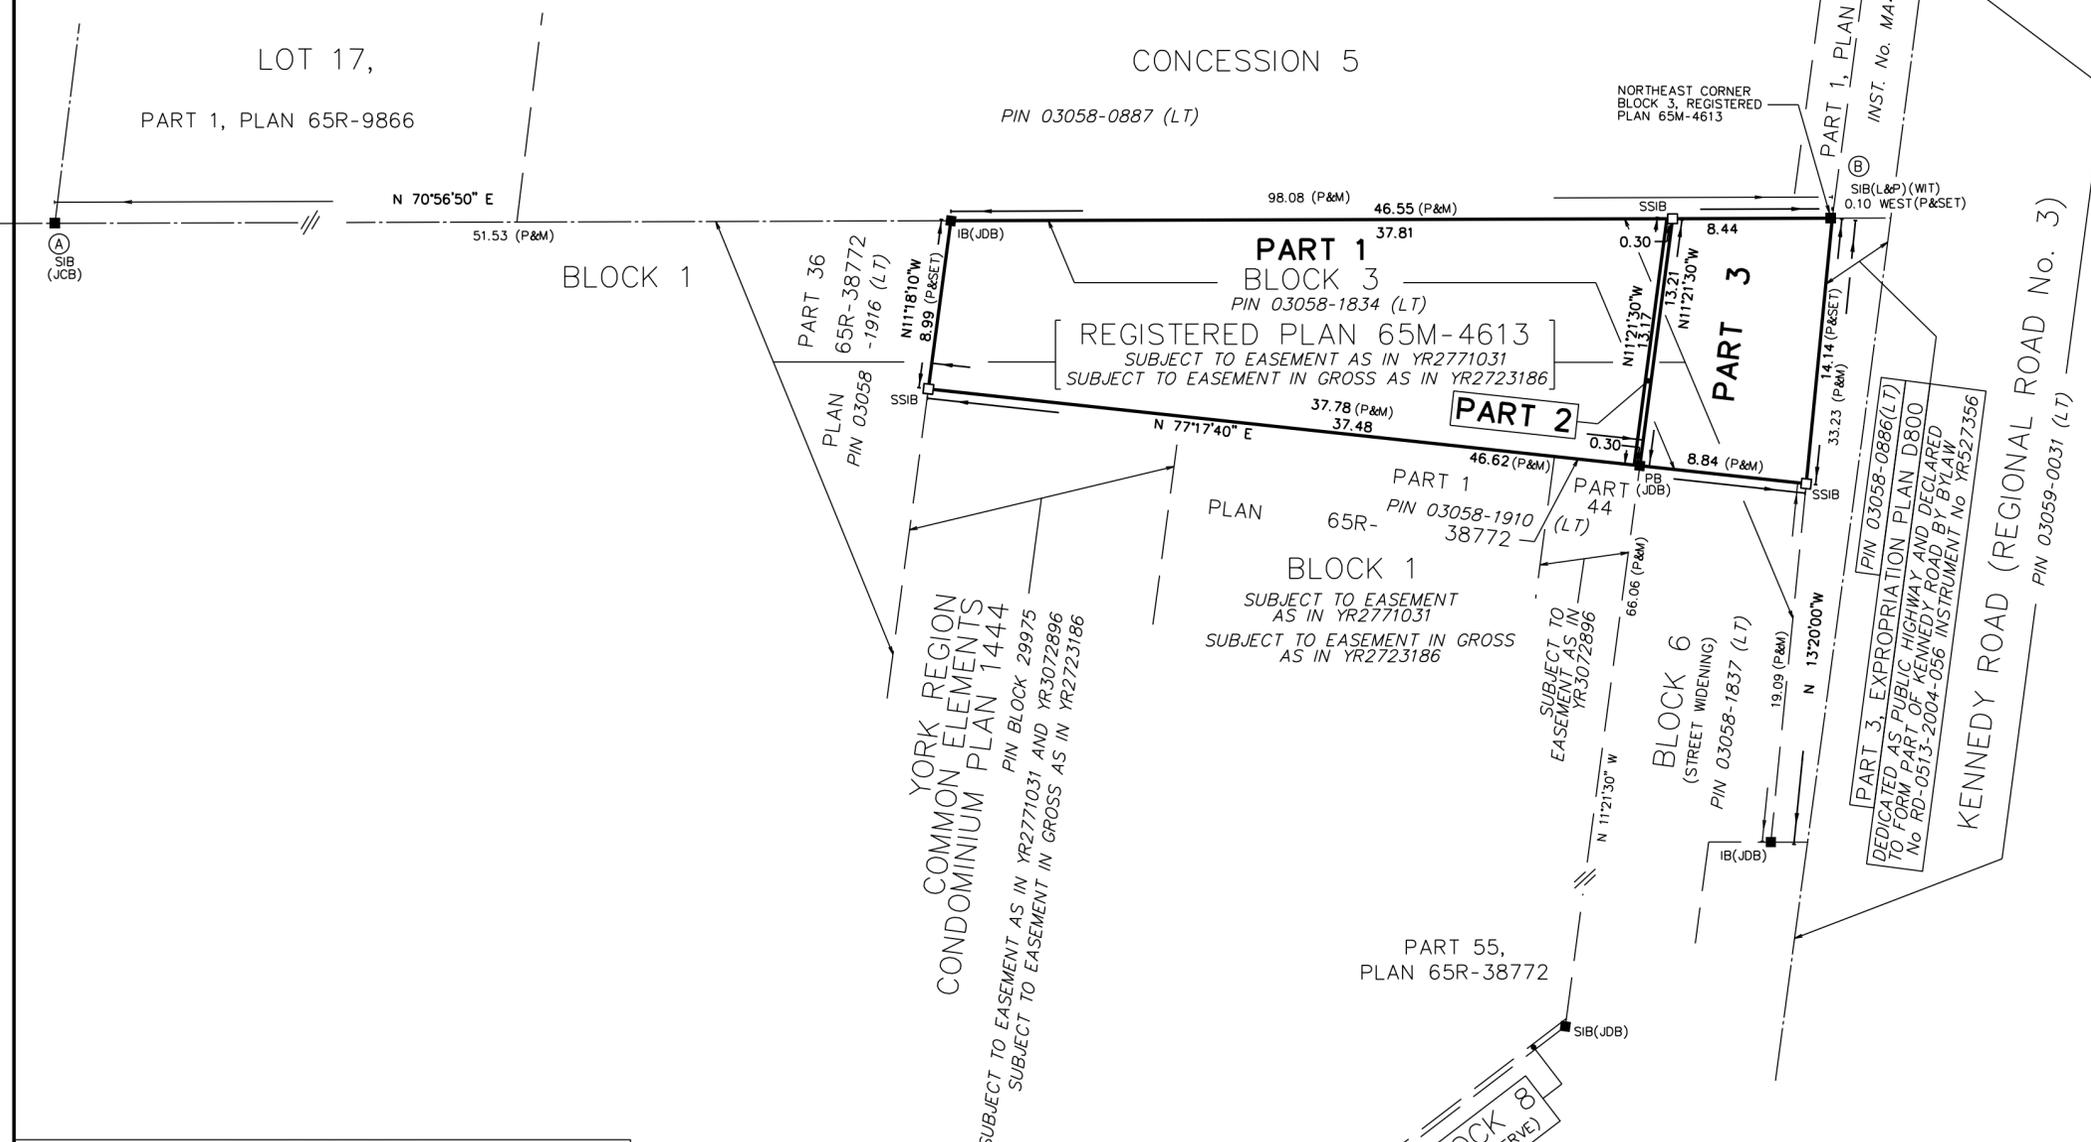 LOT 17,
PART 1, PLAN 65R-9866
CONCESSION 5
PIN 03058-0887 (LT)
NORTHEAST CORNER
BLOCK 3, REGISTERED
PLAN 65M-4613
PART 1, PLAN
INST. No. MA-
B
SIB(L&P)(WIT)
0.10 WEST(P&SET)
A
SIB
(JCB)
N 70°56'50" E
51.53 (P&M)
98.08 (P&M)
46.55 (P&M)
37.81
SSIB
8.44
0.30
IB(JDB)
BLOCK 1
PART 36
PLAN 65R-38772
PIN 03058-1916 (LT)
N11°18'10"W
8.99 (P&SET)
PART 1
BLOCK 3
PIN 03058-1834 (LT)
REGISTERED PLAN 65M-4613
SUBJECT TO EASEMENT AS IN YR2771031
SUBJECT TO EASEMENT IN GROSS AS IN YR2723186
N11°21'30"W
13.17
13.21
N11°21'30"W
PART 3
14.14 (P&SET)
33.23 (P&M)
SSIB
37.78 (P&M)
N 77°17'40" E
37.48
PART 2
0.30
46.62 (P&M)
8.84 (P&M)
PB
(JDB)
SSIB
PART 1
PIN 03058-1910 (LT)
PLAN 65R-38772
PART
44
BLOCK 1
SUBJECT TO EASEMENT
AS IN YR2771031
SUBJECT TO EASEMENT IN GROSS
AS IN YR2723186
SUBJECT TO
EASEMENT AS IN
YR3072896
66.06 (P&M)
N 11°21'30" W
BLOCK 6
(STREET WIDENING)
PIN 03058-1837 (LT)
19.09 (P&M)
N 13°20'00"W
IB(JDB)
PIN 03058-0886(LT)
PART 3, EXPROPRIATION PLAN D800
DEDICATED AS PUBLIC HIGHWAY AND DECLARED
TO FORM PART OF KENNEDY ROAD BY BYLAW
No RD-0513-2004-056 INSTRUMENT No YR527356
KENNEDY ROAD (REGIONAL ROAD No. 3)
PIN 03059-0031 (LT)
YORK REGION
COMMON ELEMENTS
CONDOMINIUM PLAN 1444
PIN BLOCK 29975
SUBJECT TO EASEMENT AS IN YR2771031 AND YR3072896
SUBJECT TO EASEMENT IN GROSS AS IN YR2723186
PART 55,
PLAN 65R-38772
SIB(JDB)
OCK 8
RVE)